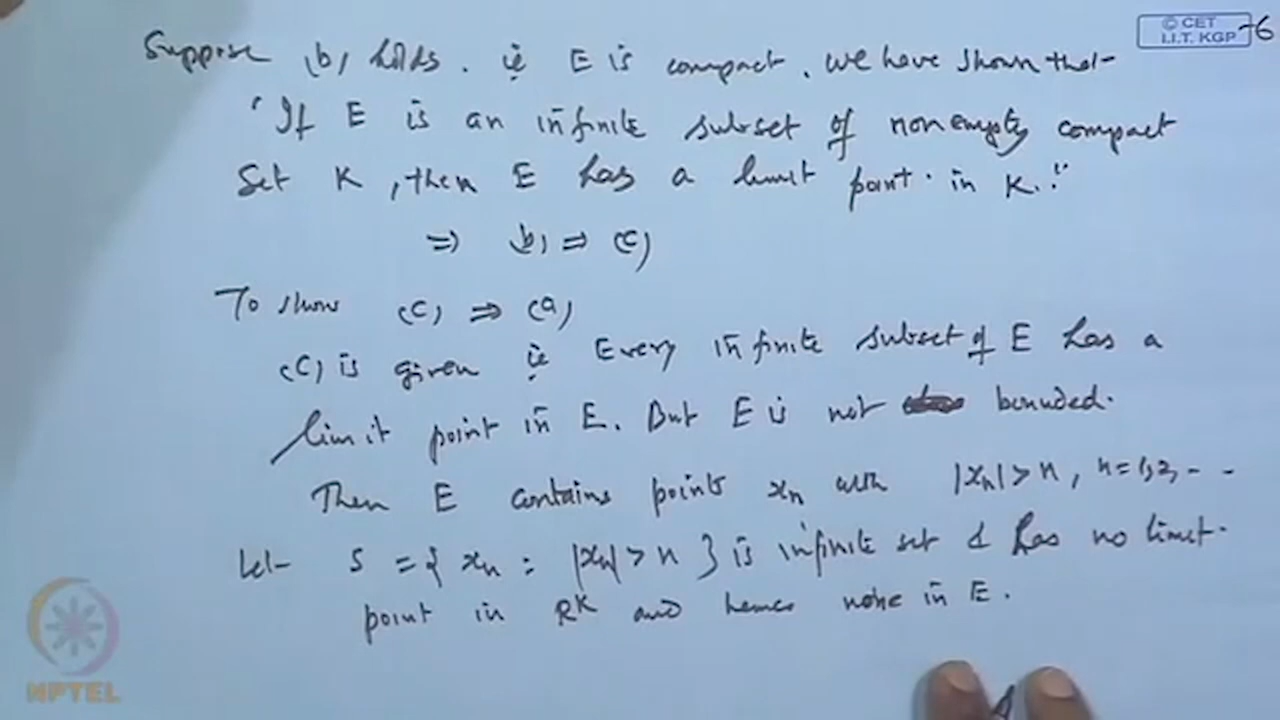 © CET
I.I.T. KGP
-6
Suppose (b) holds. ie E is compact. We have shown that
"If E is an infinite subset of nonempty compact
Set K, then E has a limit point in K."
⇒ (b) ⇒ (c)
To show (c) ⇒ (a)
(c) is given ie Every infinite subset of E has a
limit point in E. But E is not bounded.
Then E contains points xn with |xn| > n, n=1,2,---
Let S = { xn : |xn| > n } is infinite set & has no limit
point in R^K and hence none in E.
NPTEL